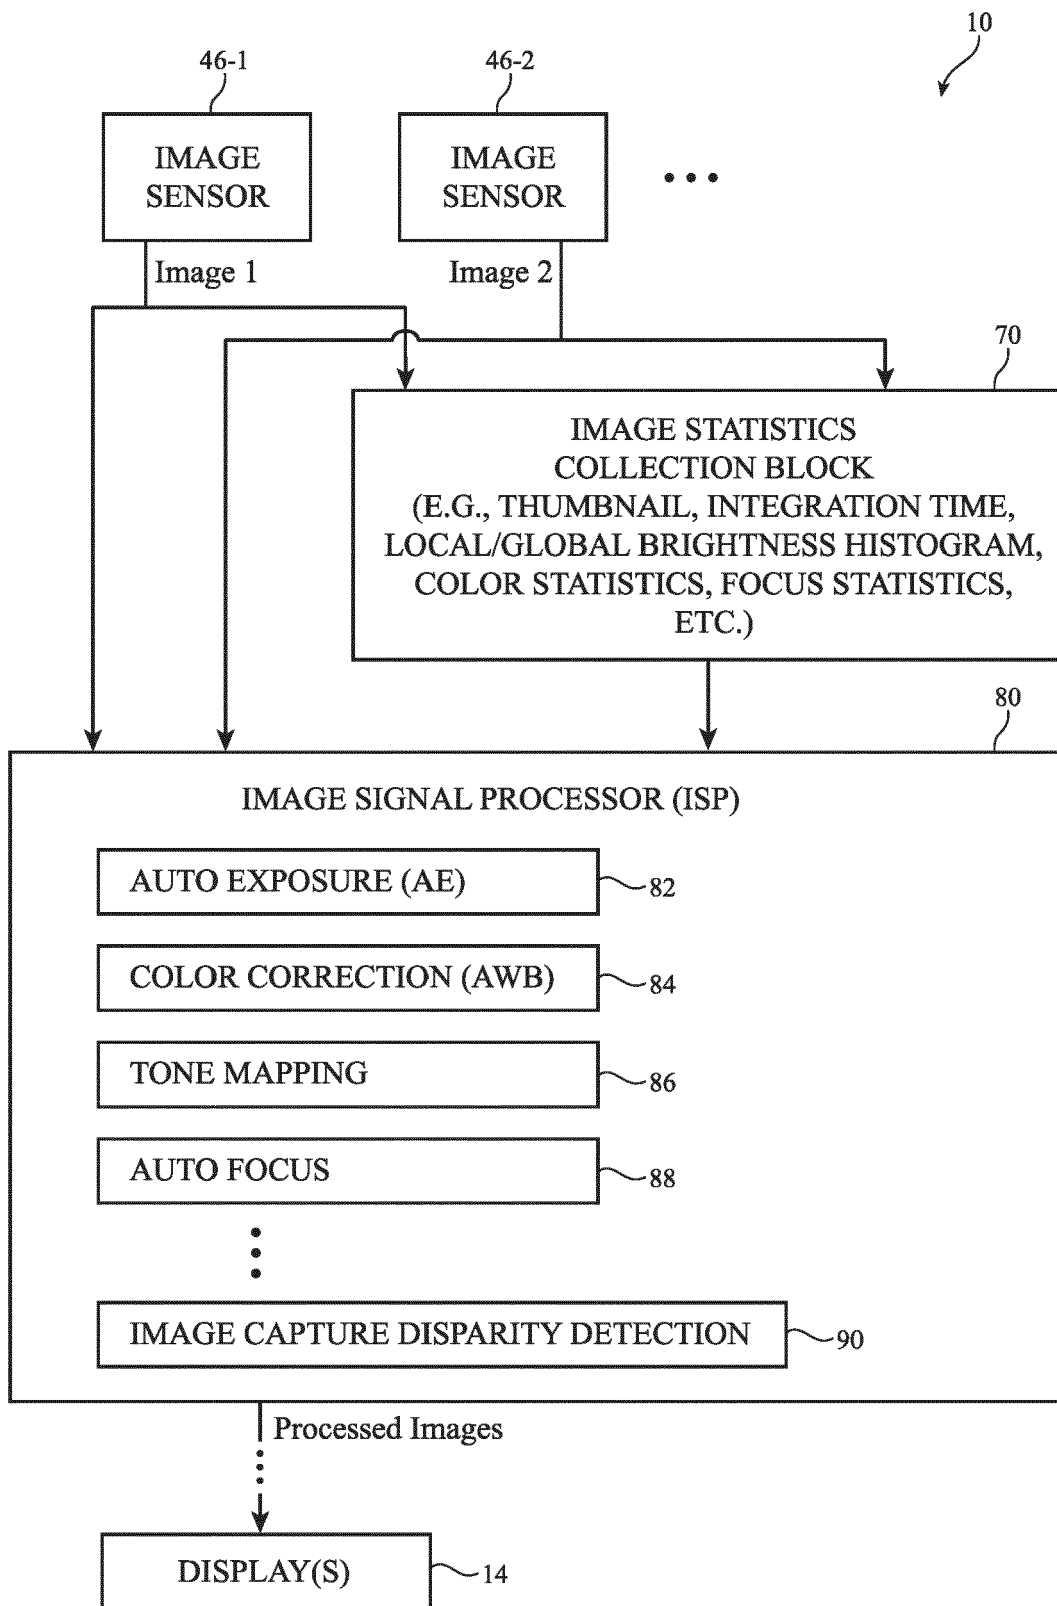 10
46-1
46-2
IMAGE
SENSOR
IMAGE
SENSOR
Image 1
Image 2
70
IMAGE STATISTICS
COLLECTION BLOCK
(E.G., THUMBNAIL, INTEGRATION TIME,
LOCAL/GLOBAL BRIGHTNESS HISTOGRAM,
COLOR STATISTICS, FOCUS STATISTICS,
ETC.)
80
IMAGE SIGNAL PROCESSOR (ISP)
AUTO EXPOSURE (AE)
82
COLOR CORRECTION (AWB)
84
TONE MAPPING
86
AUTO FOCUS
88
IMAGE CAPTURE DISPARITY DETECTION
90
Processed Images
DISPLAY(S)
14